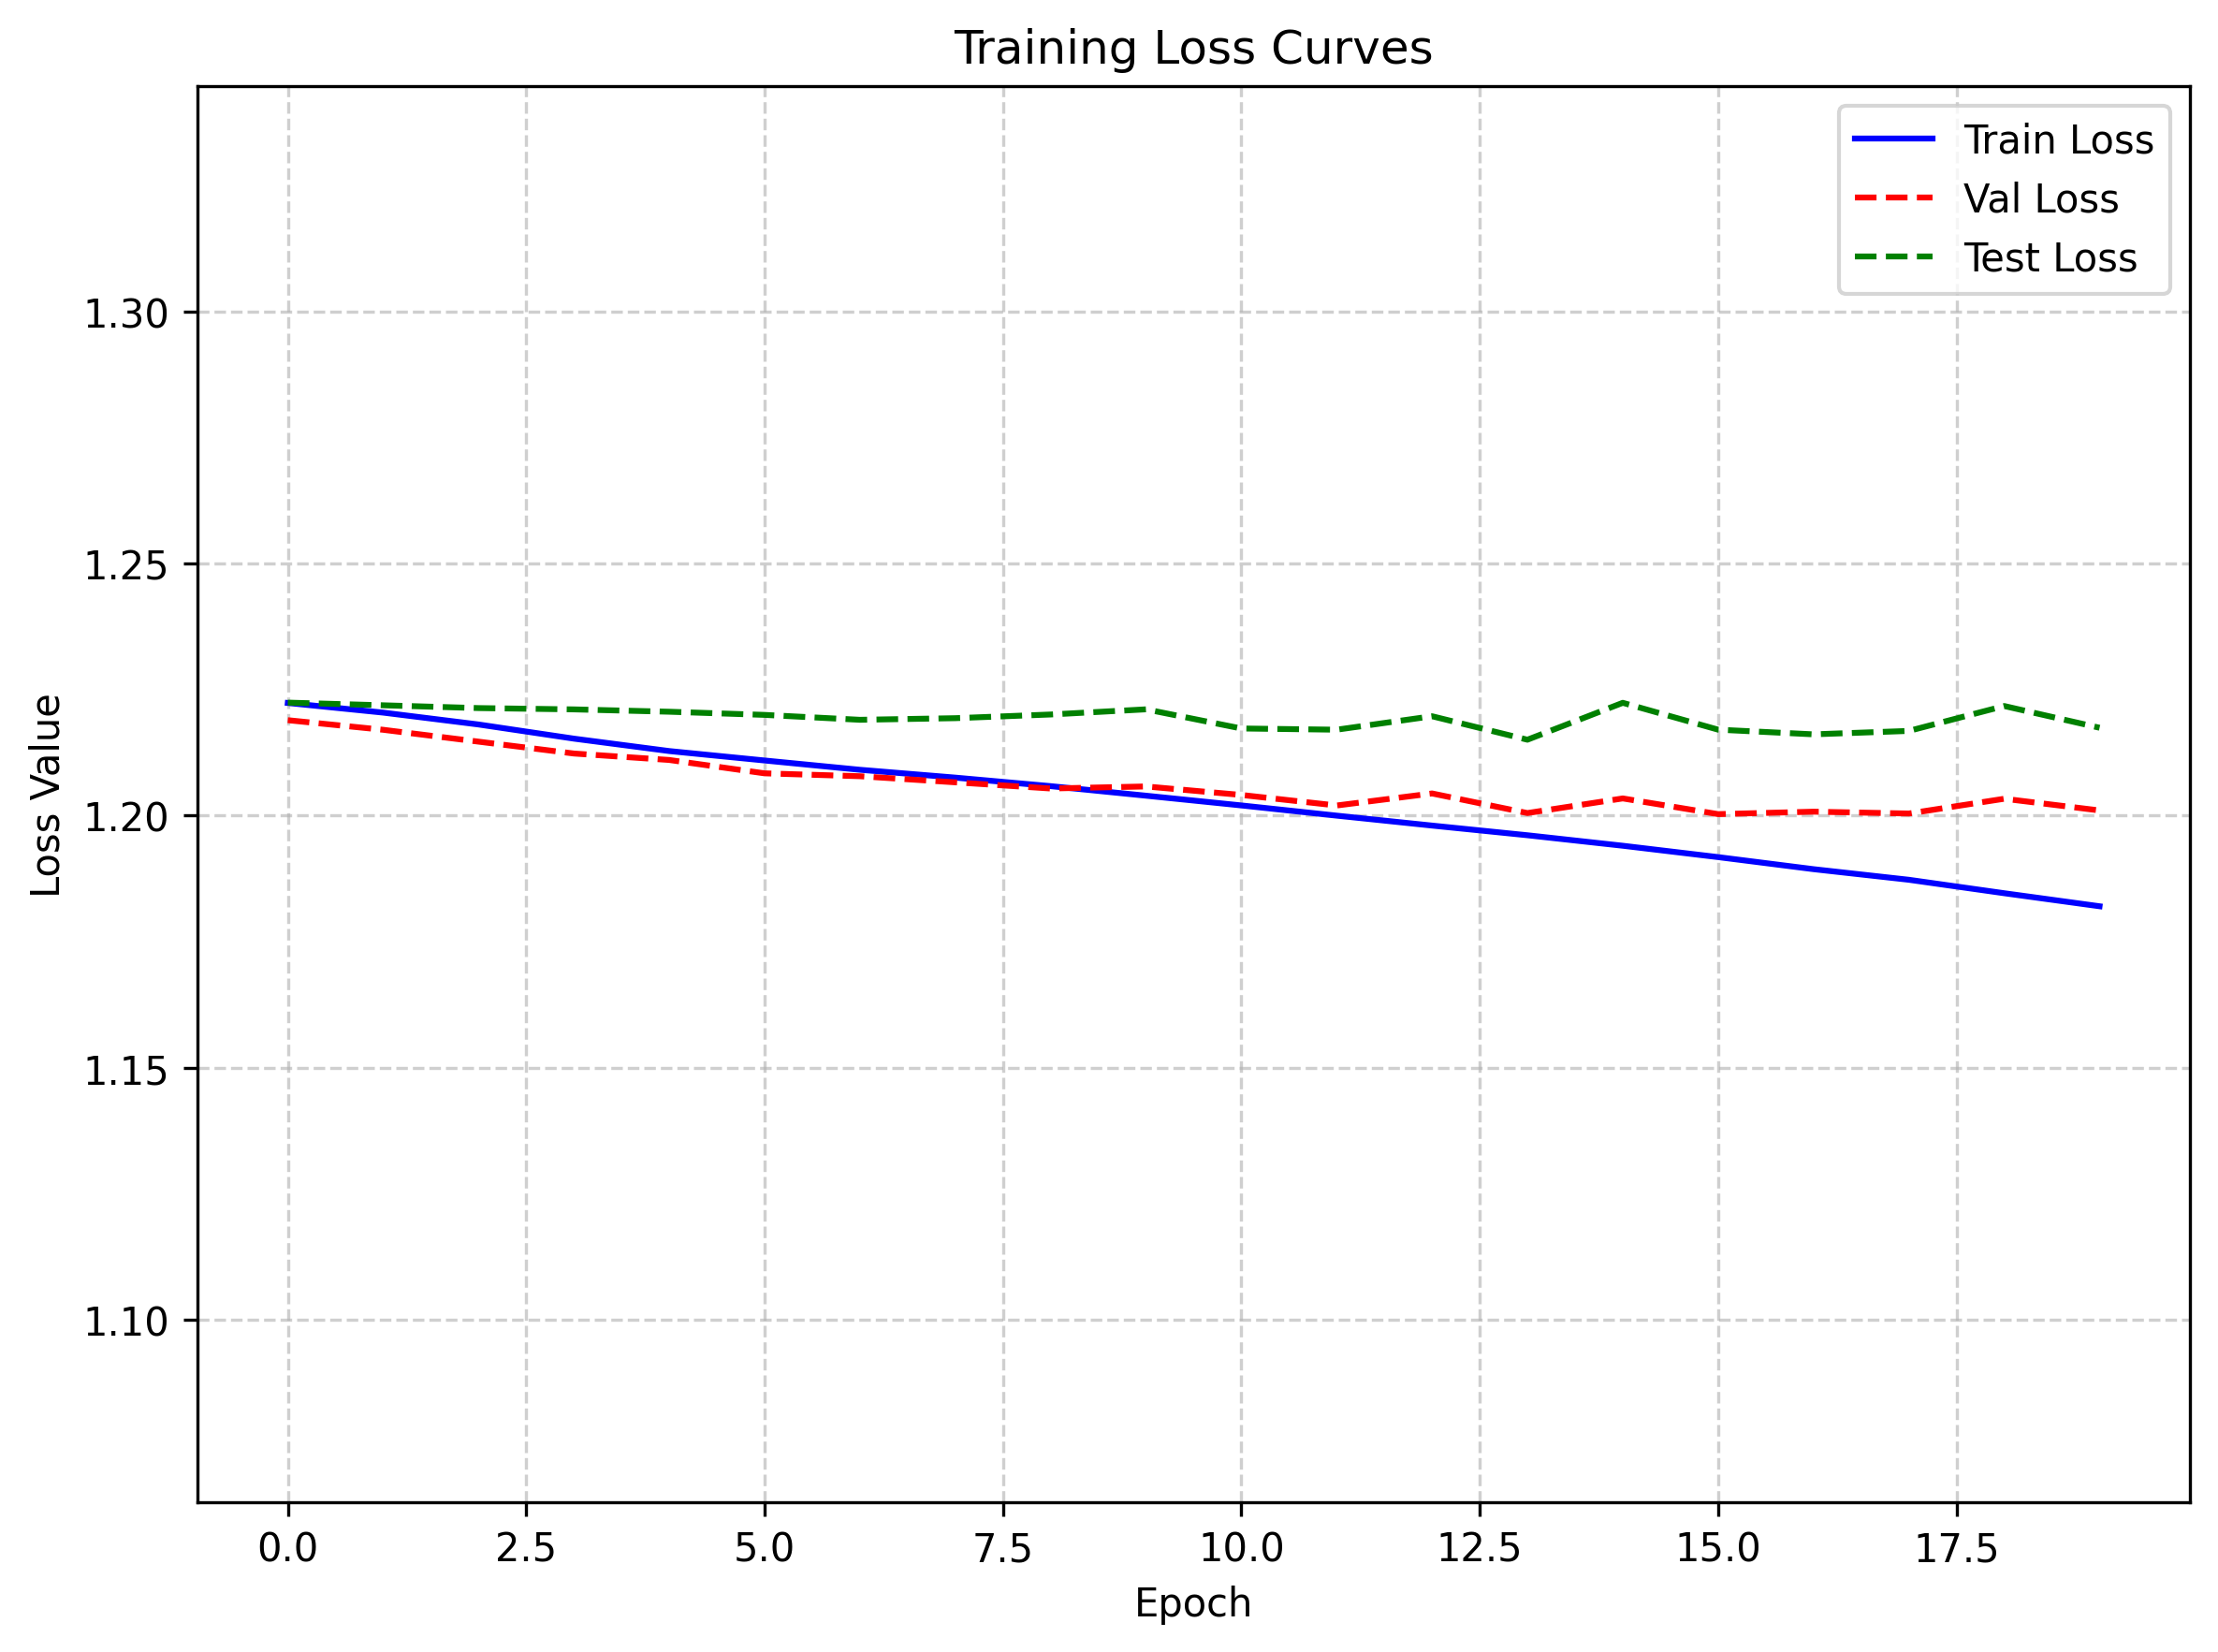 Training Loss Curves
Train Loss
Val Loss
Test Loss
Loss Value
1.30
1.25
1.20
1.15
1.10
0.0 2.5 5.0 7.5 10.0 12.5 15.0 17.5
Epoch